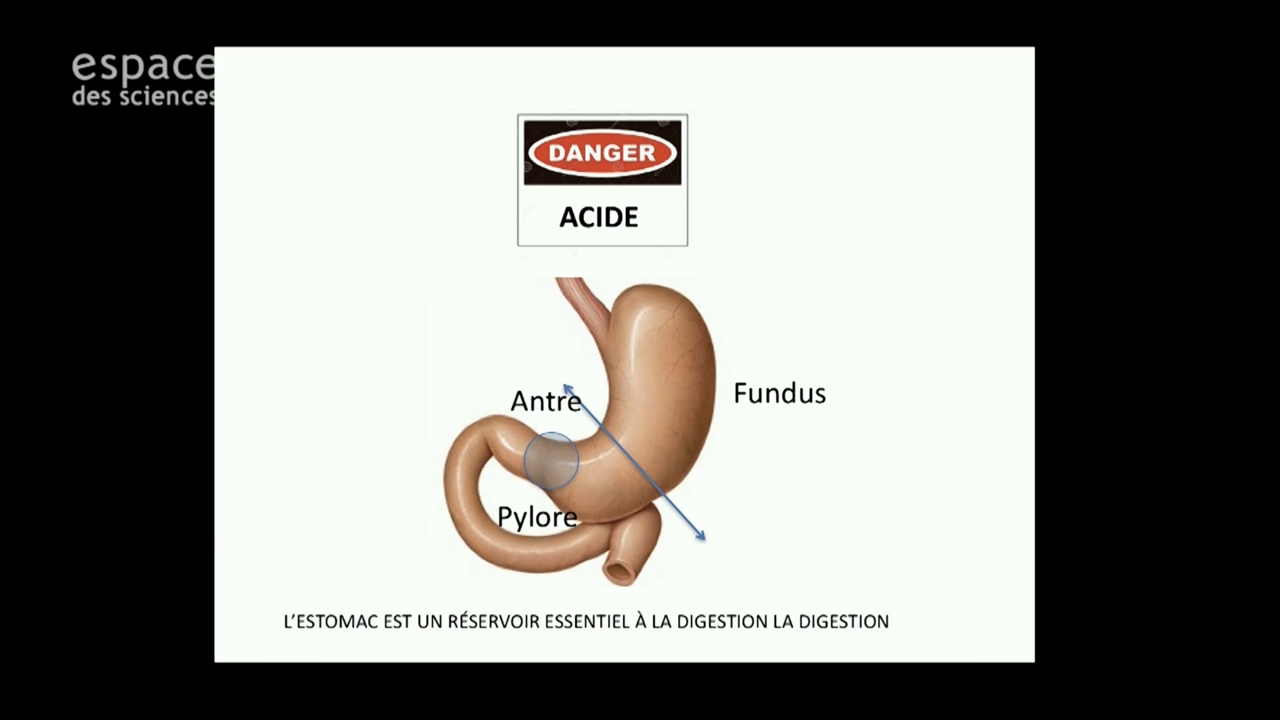 espace
des sciences
DANGER
ACIDE
Fundus
Antre
Pylore
L'ESTOMAC EST UN RÉSERVOIR ESSENTIEL À LA DIGESTION LA DIGESTION